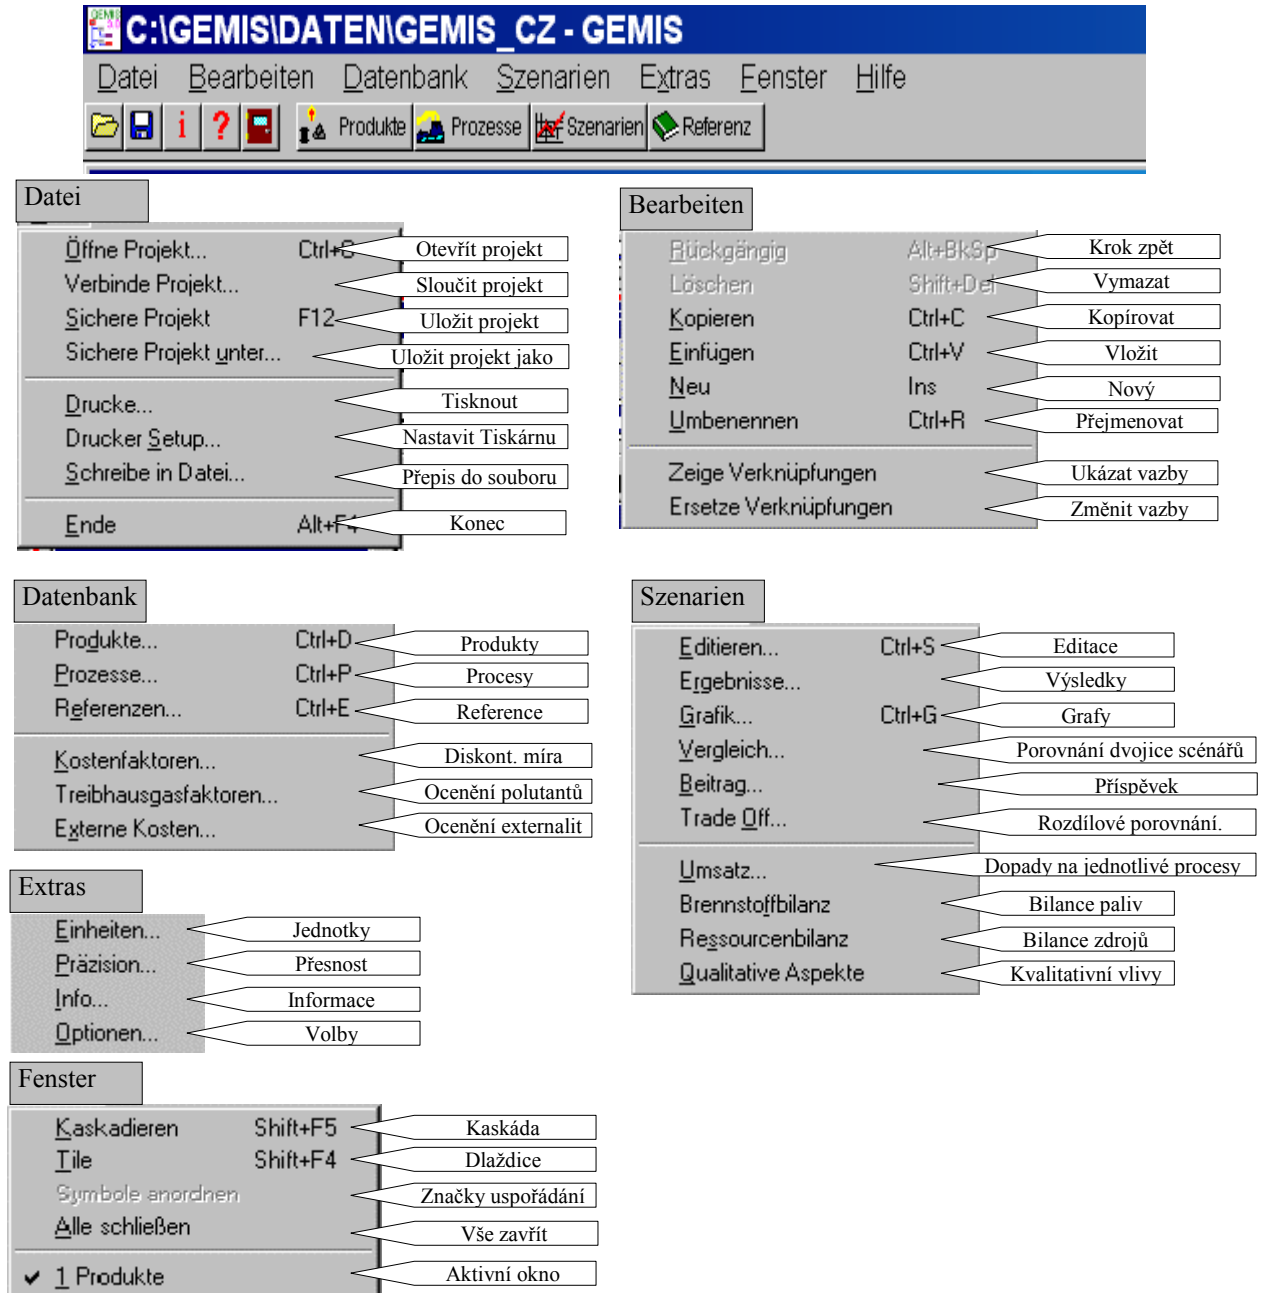 C:\GEMIS\DATEN\GEMIS_CZ - GEMIS
Datei Bearbeiten Datenbank Szenarien Extras Fenster Hilfe
i ? Produkte Prozesse Szenarien Referenz
Datei
Öffne Projekt... Otevřít projekt
Verbinde Projekt... Sloučit projekt
Sichere Projekt F12 Uložit projekt
Sichere Projekt unter... Uložit projekt jako
Drucke... Tisknout
Drucker Setup... Nastavit Tiskárnu
Schreibe in Datei... Přepis do souboru
Ende Alt+F4 Konec
Bearbeiten
Rückgängig Alt+BkSp Krok zpět
Löschen Shift+Del Vymazat
Kopieren Ctrl+C Kopírovat
Einfügen Ctrl+V Vložit
Neu Ins Nový
Umbenennen Ctrl+R Přejmenovat
Zeige Verknüpfungen Ukázat vazby
Ersetze Verknüpfungen Změnit vazby
Datenbank
Produkte... Ctrl+D Produkty
Prozesse... Ctrl+P Procesy
Referenzen... Ctrl+E Reference
Kostenfaktoren... Diskont. míra
Treibhausgasfaktoren... Ocenění polutantů
Externe Kosten... Ocenění externalit
Szenarien
Editieren... Ctrl+S Editace
Ergebnisse... Výsledky
Grafik... Ctrl+G Grafy
Vergleich... Porovnání dvojice scénářů
Beitrag... Příspěvek
Trade Off... Rozdílové porovnání.
Umsatz... Dopady na jednotlivé procesy
Brennstoffbilanz Bilance paliv
Ressourcenbilanz Bilance zdrojů
Qualitative Aspekte Kvalitativní vlivy
Extras
Einheiten... Jednotky
Präzision... Přesnost
Info... Informace
Optionen... Volby
Fenster
Kaskadieren Shift+F5 Kaskáda
Tile Shift+F4 Dlaždice
Symbole anordnen Značky uspořádání
Alle schließen Vše zavřít
1 Produkte Aktivní okno